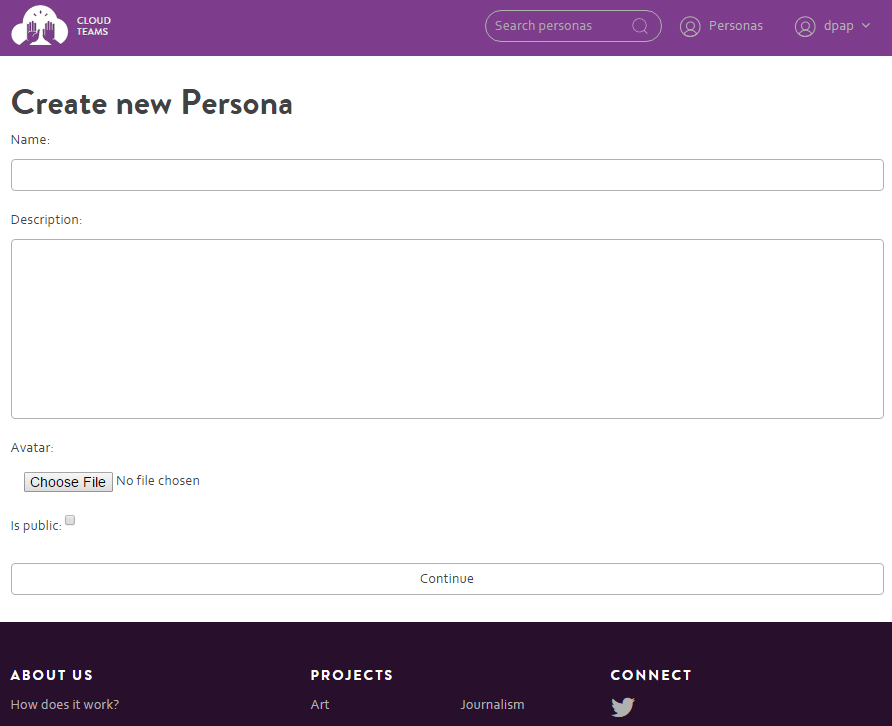 CLOUD
TEAMS
Search personas
Personas
dpap
Create new Persona
Name:
Description:
Avatar:
Choose File No file chosen
Is public:
Continue
ABOUT US
PROJECTS
CONNECT
How does it work?
Art
Journalism